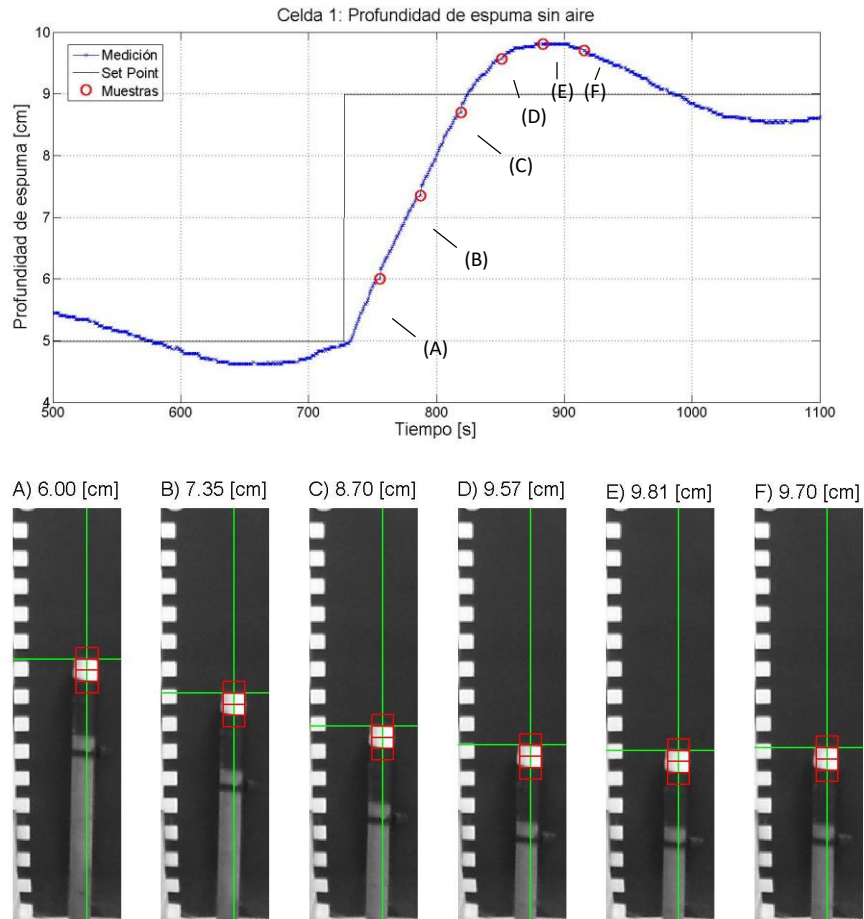 Celda 1: Profundidad de espuma sin aire
Profundidad de espuma [cm]
10
9
8
7
6
5
4
Medición
Set Point
Muestras
(A)
(B)
(C)
(D)
(E)
(F)
500
600
700
800
900
1000
1100
Tiempo [s]
A) 6.00 [cm]
B) 7.35 [cm]
C) 8.70 [cm]
D) 9.57 [cm]
E) 9.81 [cm]
F) 9.70 [cm]